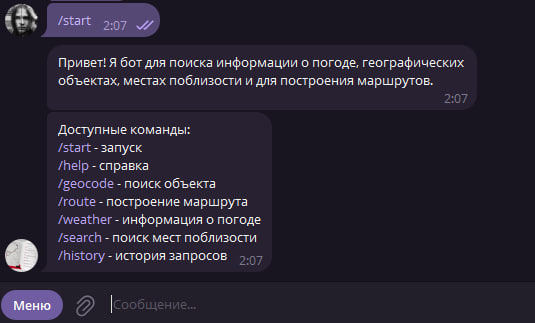 /start 2:07
Привет! Я бот для поиска информации о погоде, географических
объектах, местах поблизости и для построения маршрутов.
2:07
Доступные команды:
/start - запуск
/help - справка
/geocode - поиск объекта
/route - построение маршрута
/weather - информация о погоде
/search - поиск мест поблизости
/history - история запросов 2:07
Меню Сообщение...